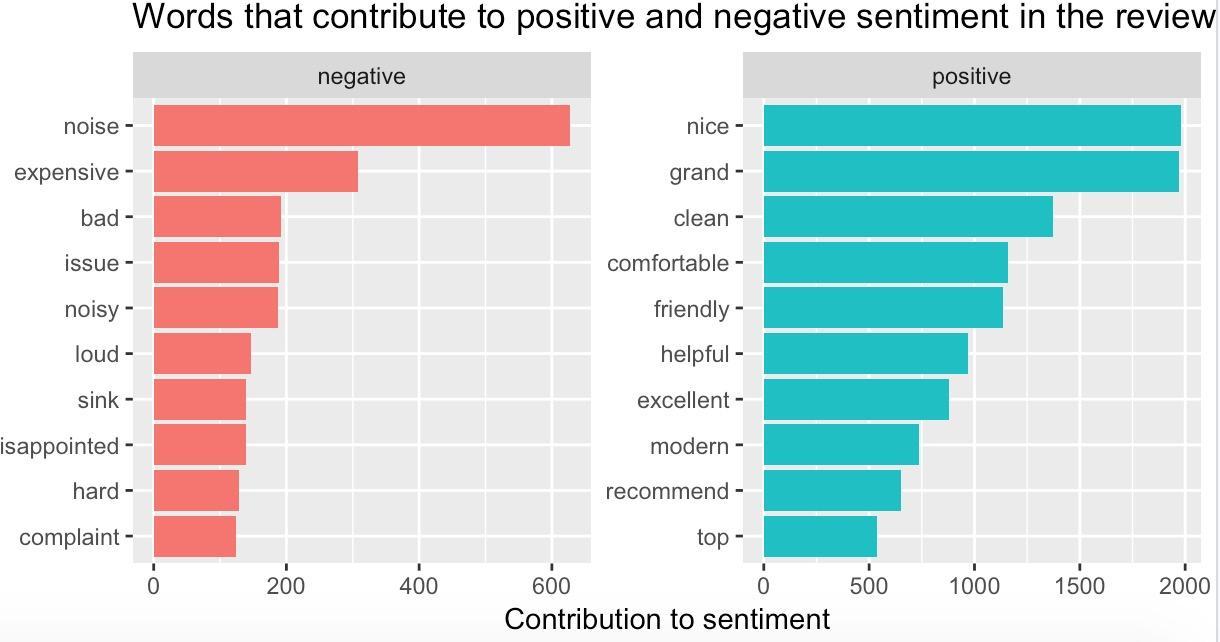 Words that contribute to positive and negative sentiment in the review
negative
positive
noise
expensive
bad
issue
noisy
loud
sink
isappointed
hard
complaint
nice
grand
clean
comfortable
friendly
helpful
excellent
modern
recommend
top
0 200 400 600
0 500 1000 1500 2000
Contribution to sentiment